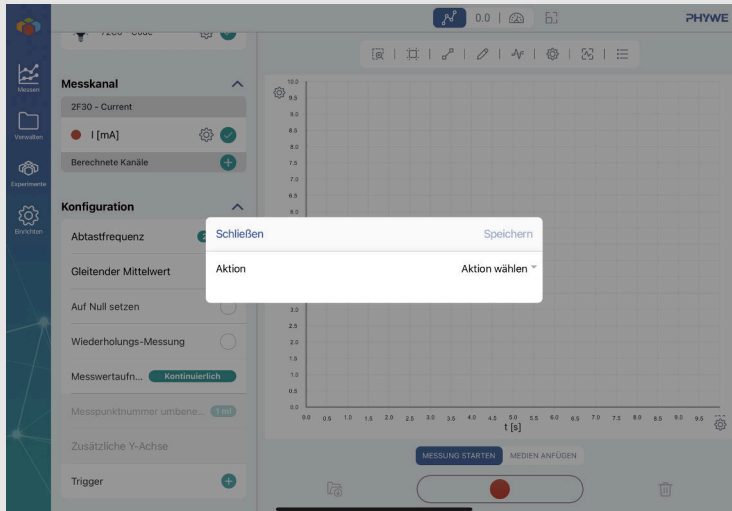 0.0
PHYWE
Messen
Verwalten
Experimente
Einrichten
Messkanal
2F30 - Current
I [mA]
Berechnete Kanäle
Konfiguration
Abtastfrequenz
Gleitender Mittelwert
Auf Null setzen
Wiederholungs-Messung
Messwertaufn... Kontinuierlich
Messpunktnummer umbene... 1 ml
Zusätzliche Y-Achse
Trigger
Schließen
Speichern
Aktion
Aktion wählen
10.0
9.5
9.0
8.5
8.0
7.5
7.0
6.5
6.0
3.0
2.5
2.0
1.5
1.0
0.5
0.0
0.0 0.5 1.0 1.5 2.0 2.5 3.0 3.5 4.0 4.5 5.0 5.5 6.0 6.5 7.0 7.5 8.0 8.5 9.0 9.5
t [s]
MESSUNG STARTEN MEDIEN ANFÜGEN